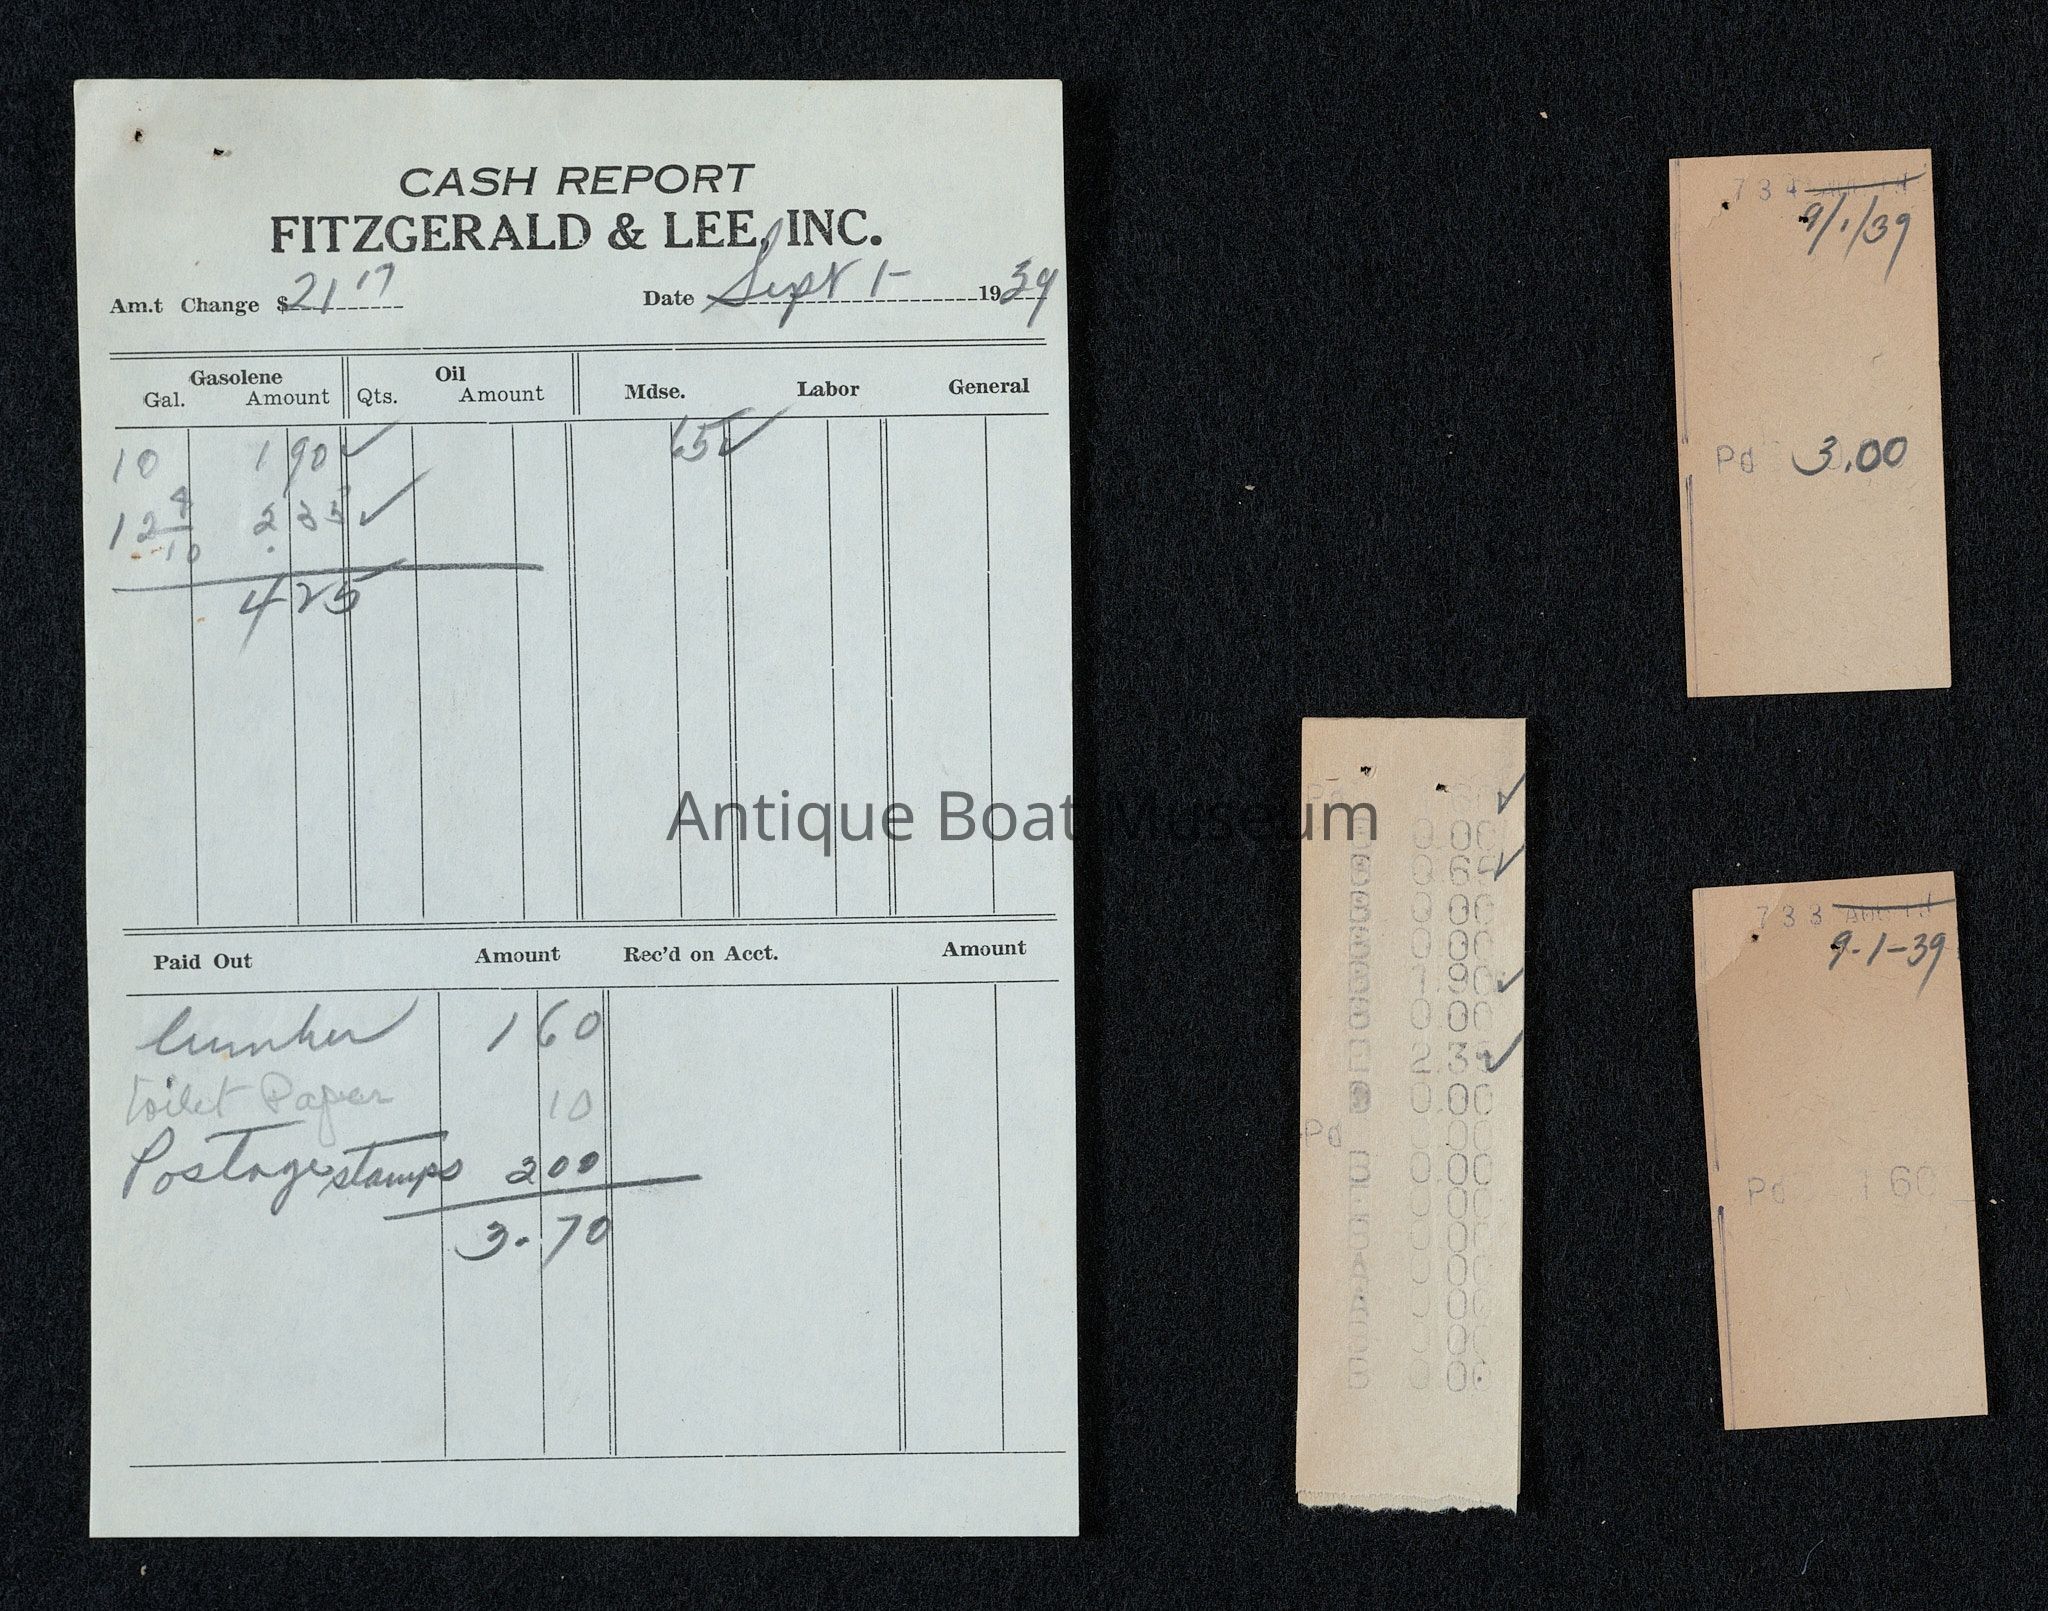 CASH REPORT
FITZGERALD & LEE, INC.
Am.t Change $ 21 17 Date Sept 1- 1939
Gasolene Oil Mdse. Labor General
Gal. Amount Qts. Amount
10 1 90 ✓ 65 ✓
12 4/10 2 35 ✓
4 25
Paid Out Amount Rec'd on Acct. Amount
lumber 1 60
Toilet Paper 10
Postage stamps 2 00
3.70
0.00
0 65 ✓
0 00
0.00
1.90 ✓
0.00
2.35 ✓
0.00
Pd
0.00
734
9/1/39
Pd 3.00
733 AUG
9-1-39
Pd 1 60
Antique Boat Museum